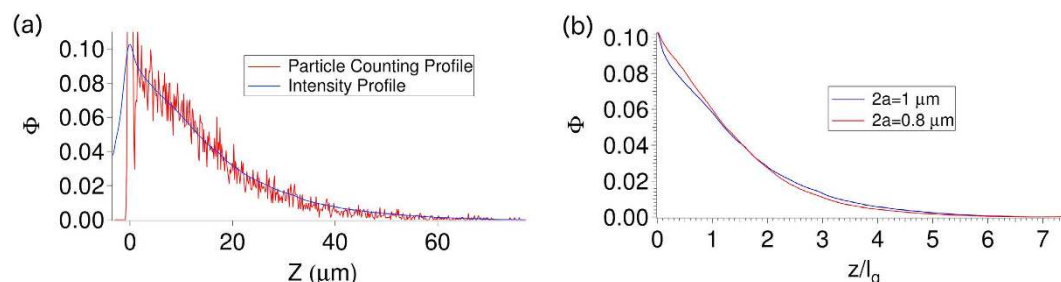 (a)
0.10
0.08
0.06
0.04
0.02
0.00
Φ
Particle Counting Profile
Intensity Profile
0
20
40
60
Z (μm)
(b)
0.10
0.08
0.06
0.04
0.02
0.00
Φ
2a=1 μm
2a=0.8 μm
0
1
2
3
4
5
6
7
z/lg